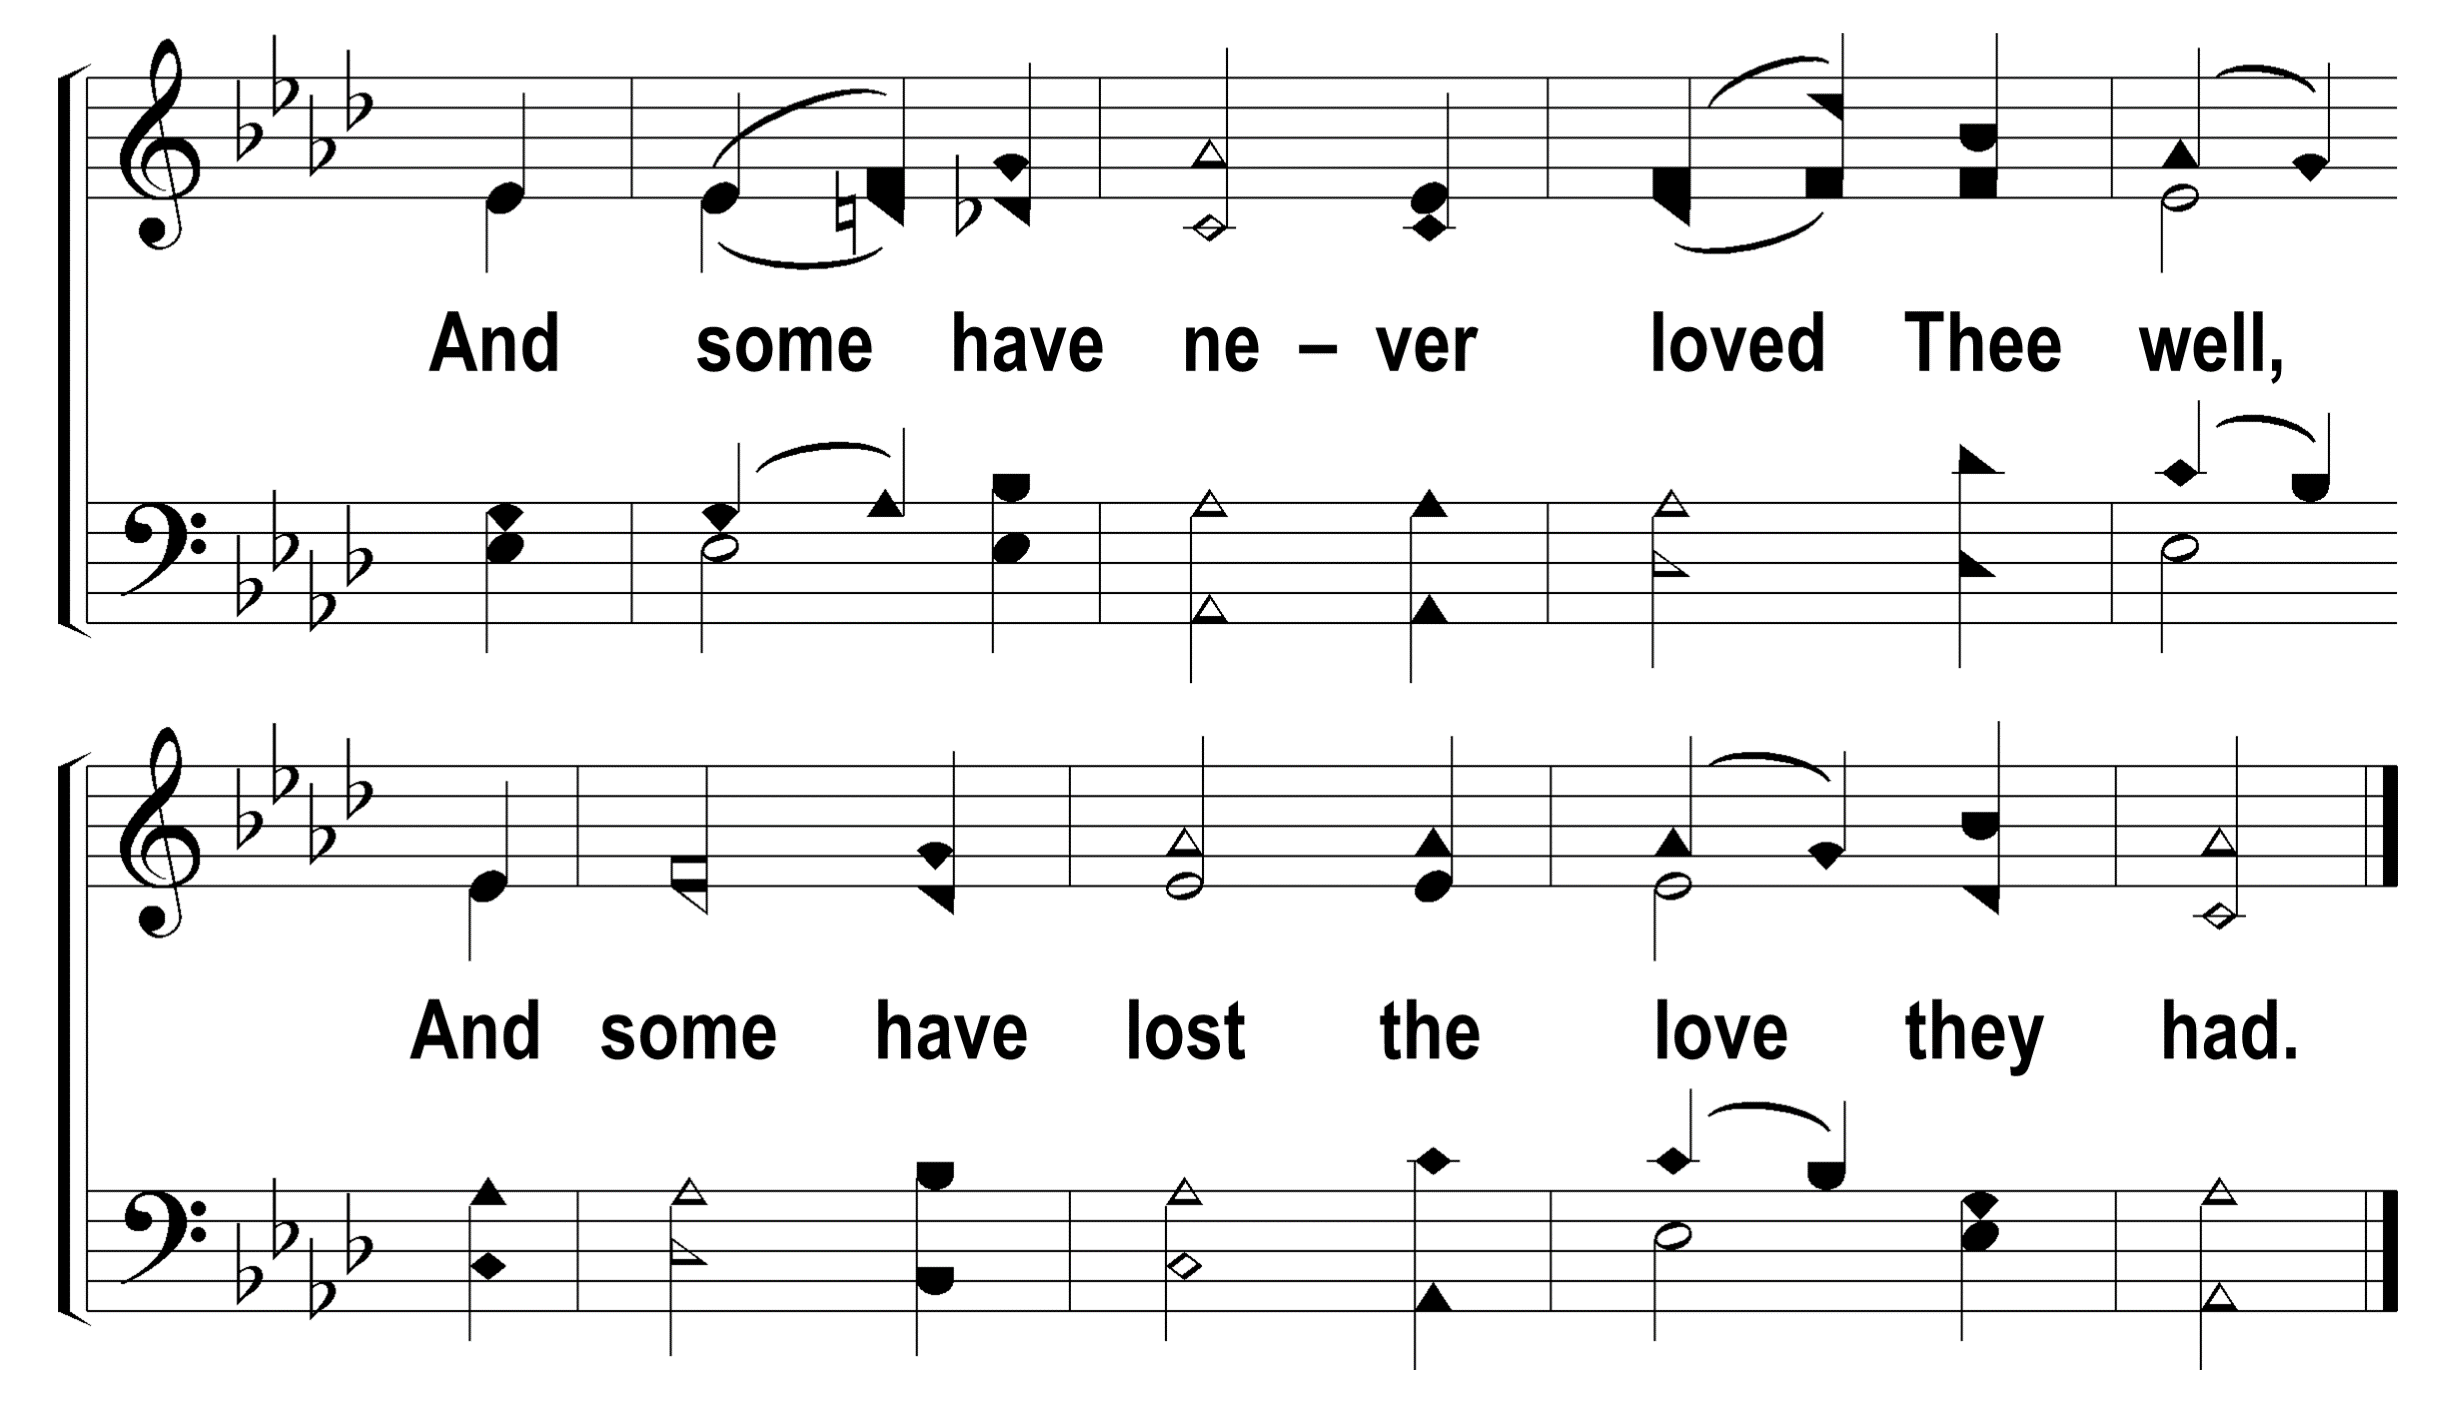 And some have ne – ver loved Thee well,
And some have lost the love they had.